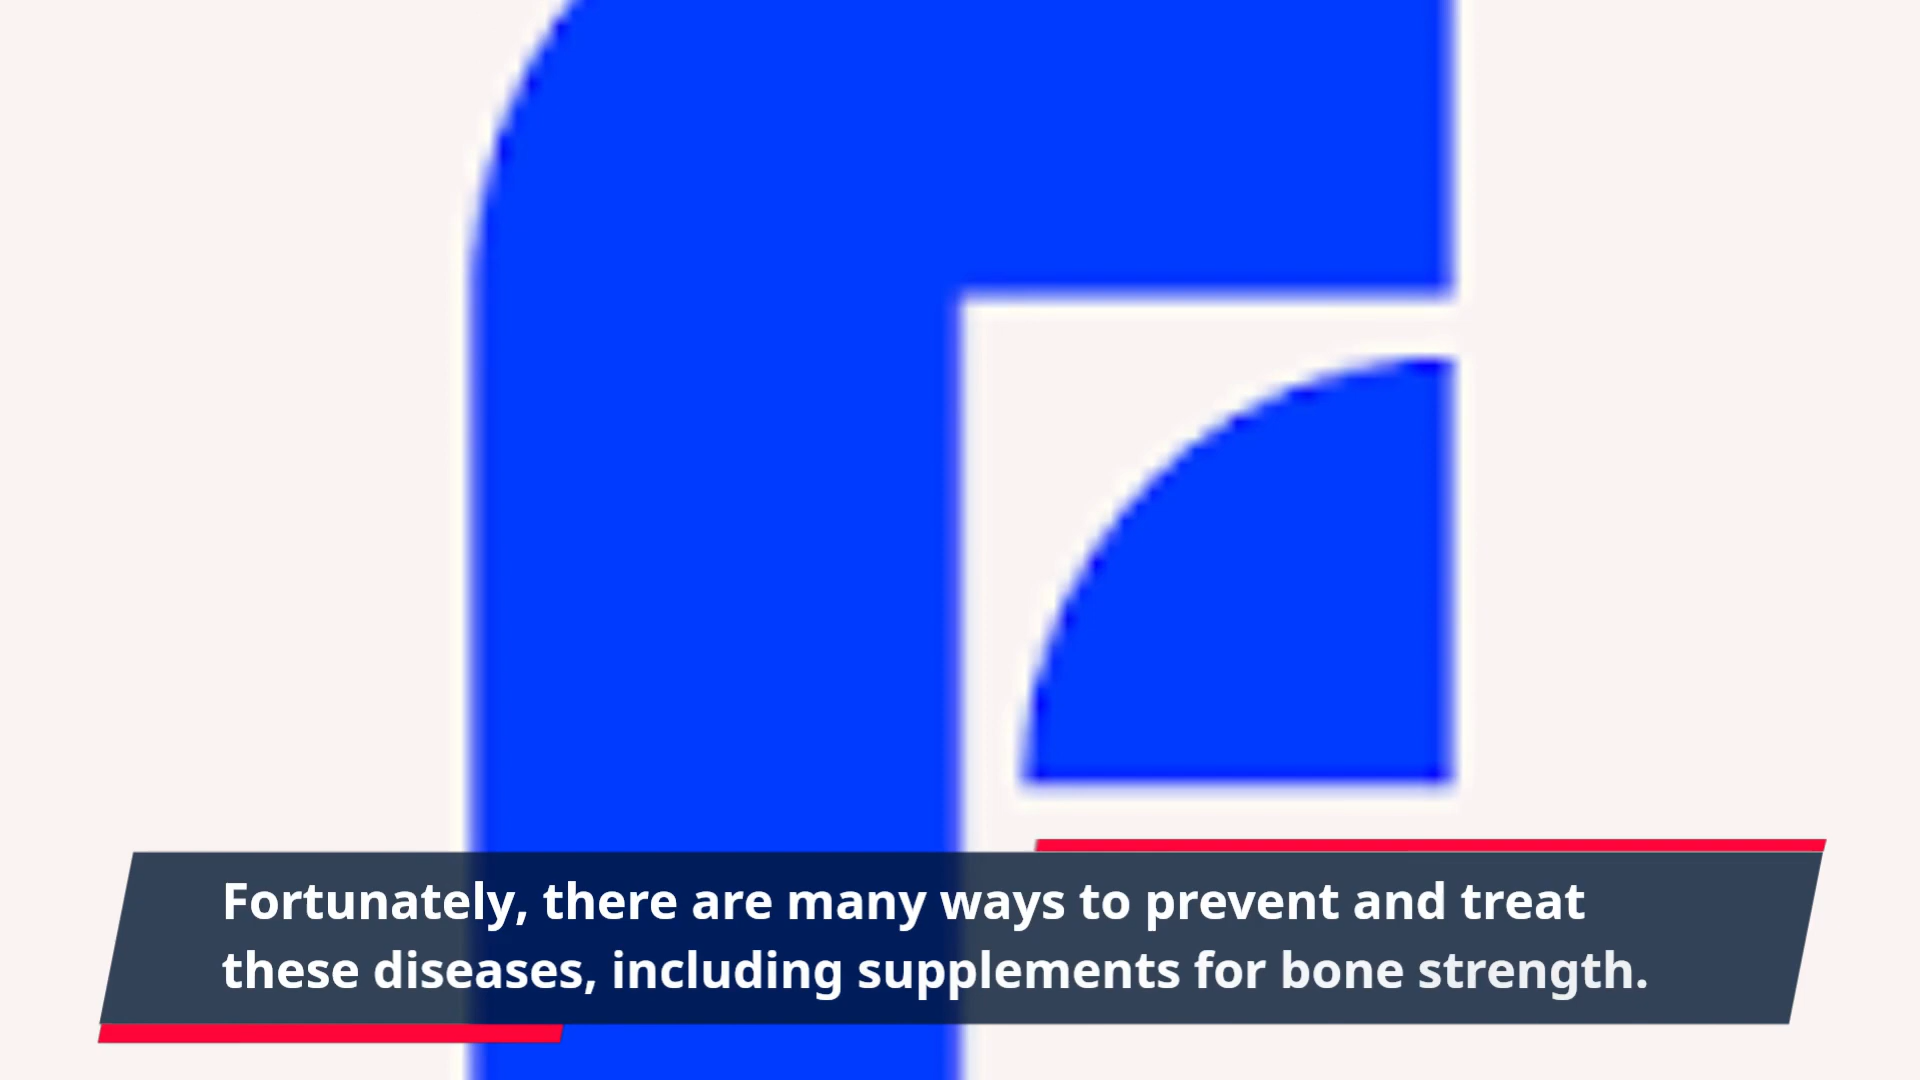 Fortunately, there are many ways to prevent and treat
these diseases, including supplements for bone strength.